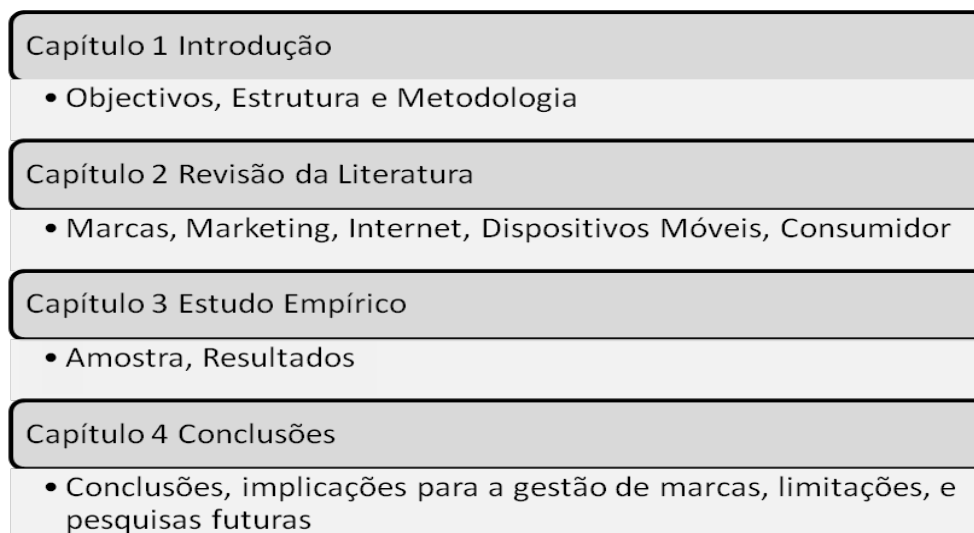 Capítulo 1 Introdução
• Objectivos, Estrutura e Metodologia
Capítulo 2 Revisão da Literatura
• Marcas, Marketing, Internet, Dispositivos Móveis, Consumidor
Capítulo 3 Estudo Empírico
• Amostra, Resultados
Capítulo 4 Conclusões
• Conclusões, implicações para a gestão de marcas, limitações, e
pesquisas futuras